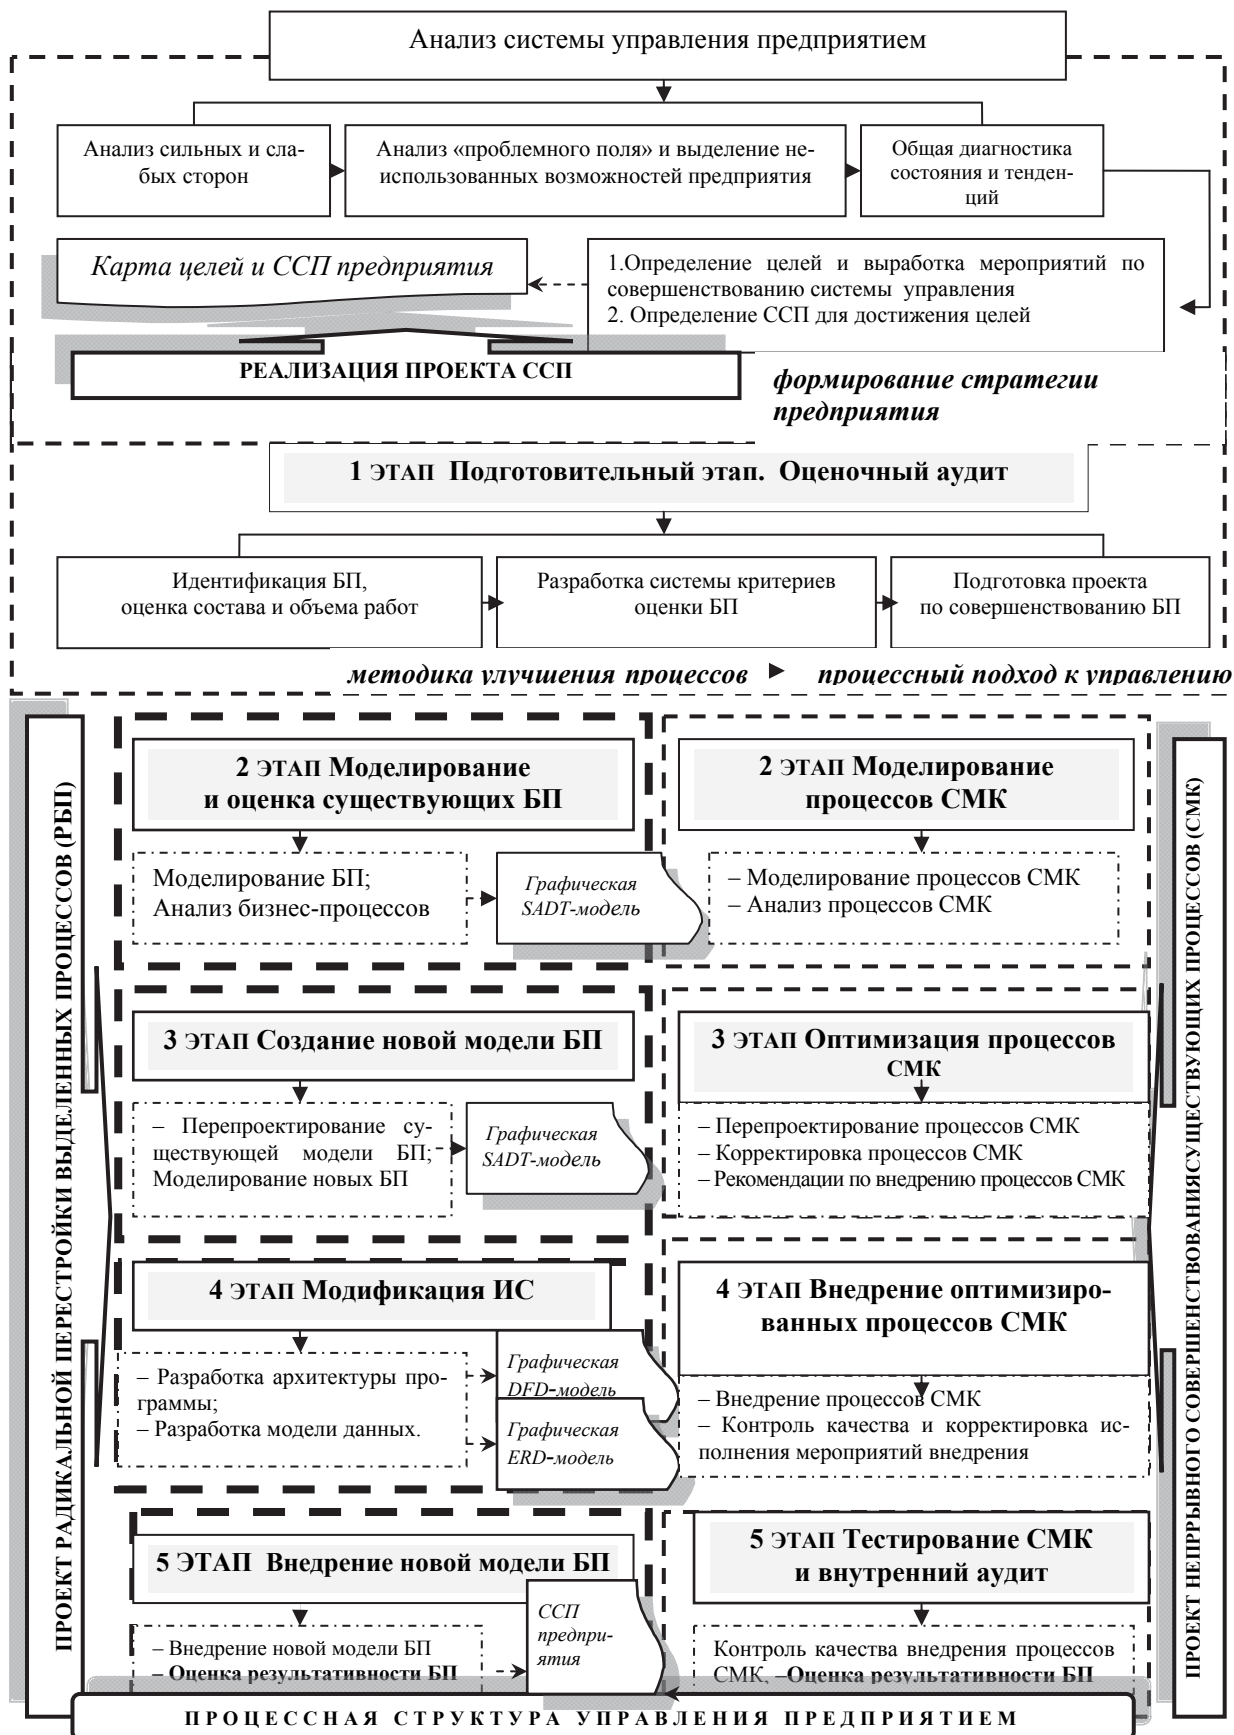 Анализ системы управления предприятием
Анализ сильных и сла-
бых сторон
Анализ «проблемного поля» и выделение не-
использованных возможностей предприятия
Общая диагностика
состояния и тенден-
ций
Карта целей и ССП предприятия
1.Определение целей и выработка мероприятий по
совершенствованию системы управления
2. Определение ССП для достижения целей
РЕАЛИЗАЦИЯ ПРОЕКТА ССП
формирование стратегии
предприятия
1 ЭТАП Подготовительный этап. Оценочный аудит
Идентификация БП,
оценка состава и объема работ
Разработка системы критериев
оценки БП
Подготовка проекта
по совершенствованию БП
методика улучшения процессов ► процессный подход к управлению
ПРОЕКТ РАДИКАЛЬНОЙ ПЕРЕСТРОЙКИ ВЫДЕЛЕННЫХ ПРОЦЕССОВ (РБП)
2 ЭТАП Моделирование
и оценка существующих БП
Моделирование БП;
Анализ бизнес-процессов
Графическая
SADT-модель
2 ЭТАП Моделирование
процессов СМК
– Моделирование процессов СМК
– Анализ процессов СМК
3 ЭТАП Создание новой модели БП
– Перепроектирование су-
ществующей модели БП;
Моделирование новых БП
Графическая
SADT-модель
3 ЭТАП Оптимизация процессов
СМК
– Перепроектирование процессов СМК
– Корректировка процессов СМК
– Рекомендации по внедрению процессов СМК
4 ЭТАП Модификация ИС
– Разработка архитектуры про-
граммы;
– Разработка модели данных.
Графическая
DFD-модель
Графическая
ERD-модель
4 ЭТАП Внедрение оптимизиро-
ванных процессов СМК
– Внедрение процессов СМК
– Контроль качества и корректировка ис-
полнения мероприятий внедрения
5 ЭТАП Внедрение новой модели БП
– Внедрение новой модели БП
– Оценка результативности БП
ССП
предпри-
ятия
5 ЭТАП Тестирование СМК
и внутренний аудит
Контроль качества внедрения процессов
СМК, –Оценка результативности БП
ПРОЕКТ НЕПРРЫВНОГО СОВЕРШЕНСТВОВАНИЯСУЩЕСТВУЮЩИХ ПРОЦЕССОВ (СМК)
ПРОЦЕССНАЯ СТРУКТУРА УПРАВЛЕНИЯ ПРЕДПРИЯТИЕМ